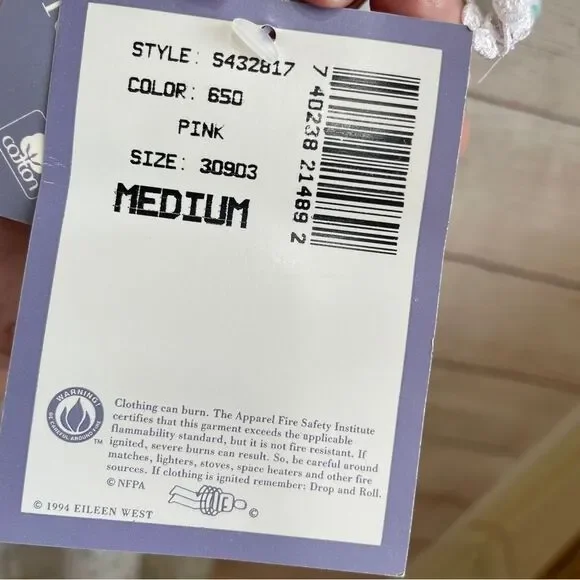 STYLE: S432817
COLOR: 650
PINK
SIZE: 30903
MEDIUM
7 40238 21489 2
cotton
WARNING!
BE CAREFUL AROUND FIRE
TM
Clothing can burn. The Apparel Fire Safety Institute
certifies that this garment exceeds the applicable
flammability standard, but it is not fire resistant. If
ignited, severe burns can result. So, be careful around
matches, lighters, stoves, space heaters and other fire
sources. If clothing is ignited remember: Drop and Roll.
© NFPA
©
© 1994 EILEEN WEST